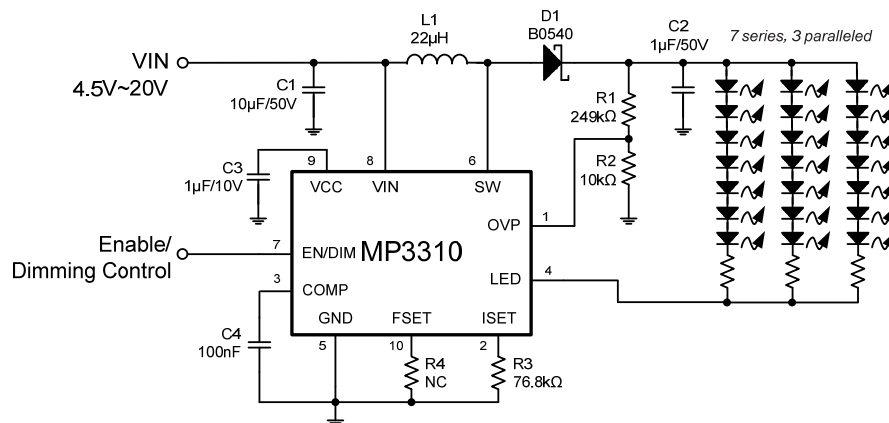 L1
22µH
D1
B0540
C2
1µF/50V
7 series, 3 paralleled
VIN
4.5V~20V
C1
10µF/50V
R1
249kΩ
R2
10kΩ
C3
1µF/10V
9
8
6
VCC
VIN
SW
1
OVP
Enable/
Dimming Control
7
EN/DIM
MP3310
3
COMP
LED
4
GND
FSET
ISET
5
10
2
C4
100nF
R4
NC
R3
76.8kΩ